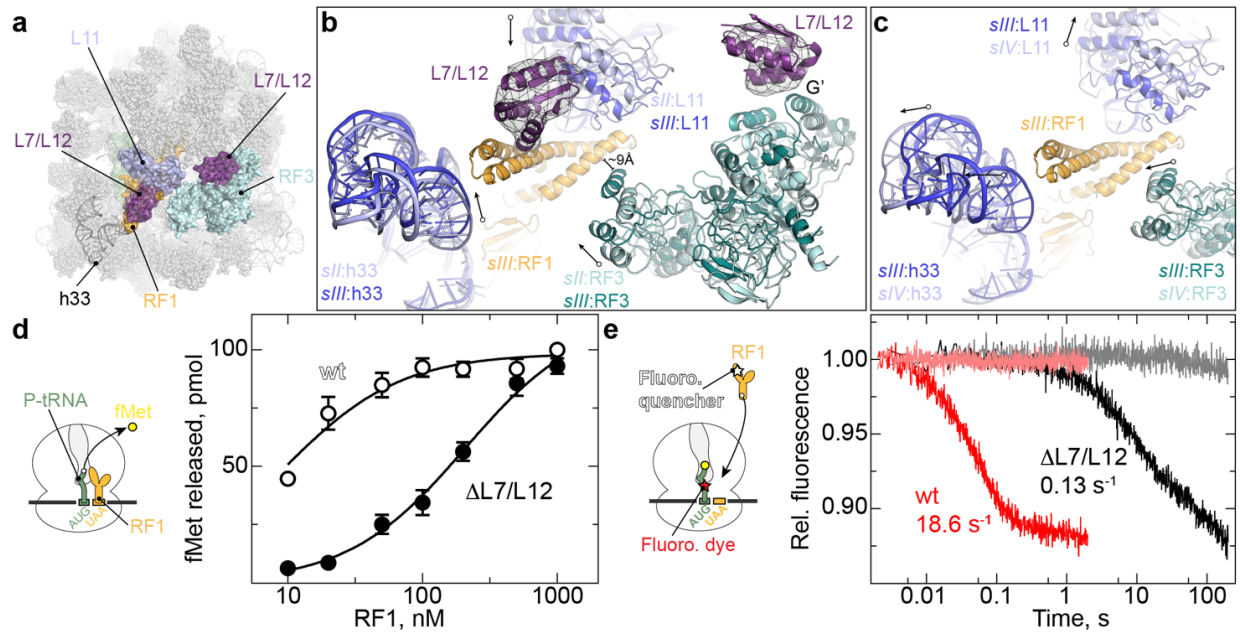 a
L11
L7/L12
L7/L12
RF3
h33
RF1
b
L7/L12
L7/L12
G’
sII:L11
sIII:L11
~9Å
sIII:RF1
sII:h33
sIII:h33
sII:RF3
sIII:RF3
c
sIII:L11
sIV:L11
sIII:RF1
sIII:h33
sIV:h33
sIII:RF3
sIV:RF3
d
P-tRNA
fMet
AUG
UAA
RF1
fMet released, pmol
100
50
wt
ΔL7/L12
10
100
1000
RF1, nM
e
RF1
Fluoro.
quencher
AUG
UAA
Fluoro. dye
Rel. fluorescence
1.00
0.95
0.90
ΔL7/L12
0.13 s⁻¹
wt
18.6 s⁻¹
0.01
0.1
1
10
100
Time, s